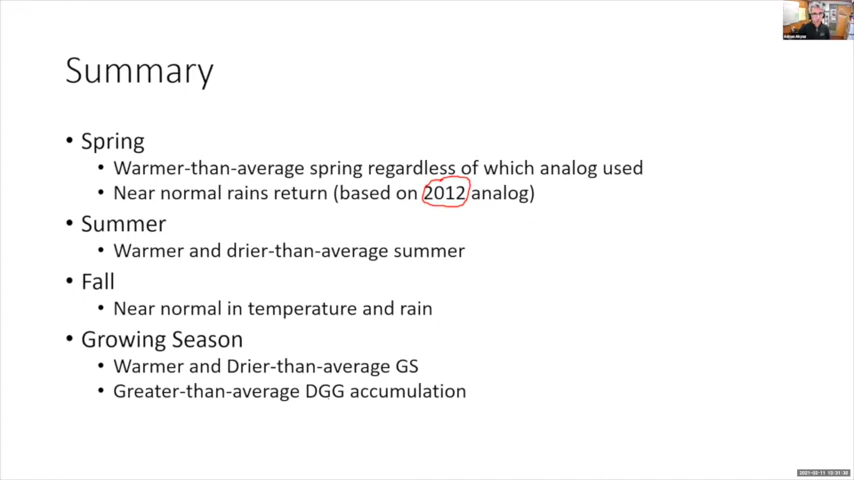 Summary
• Spring
• Warmer-than-average spring regardless of which analog used
• Near normal rains return (based on 2012 analog)
• Summer
• Warmer and drier-than-average summer
• Fall
• Near normal in temperature and rain
• Growing Season
• Warmer and Drier-than-average GS
• Greater-than-average DGG accumulation